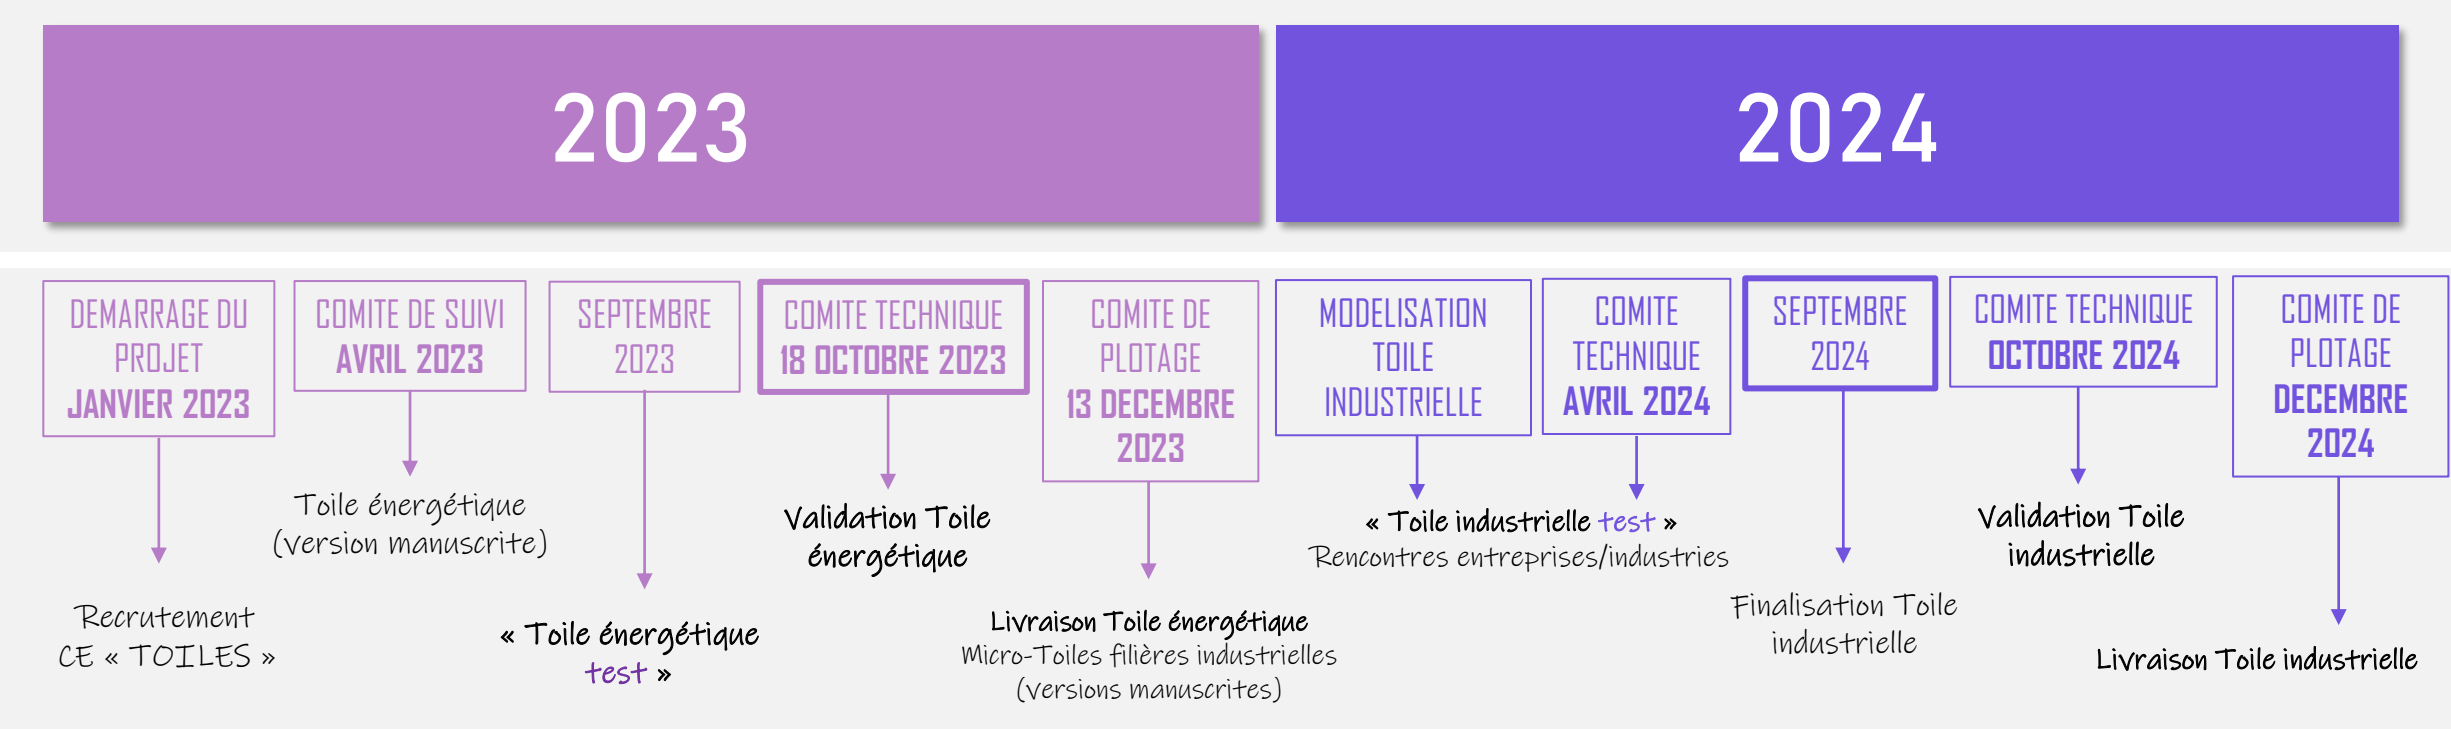 2023
2024
DEMARRAGE DU
PROJET
JANVIER 2023
COMITE DE SUIVI
AVRIL 2023
SEPTEMBRE
2023
COMITE TECHNIQUE
18 OCTOBRE 2023
COMITE DE
PLOTAGE
13 DECEMBRE
2023
MODELISATION
TOILE
INDUSTRIELLE
COMITE
TECHNIQUE
AVRIL 2024
SEPTEMBRE
2024
COMITE TECHNIQUE
OCTOBRE 2024
COMITE DE
PLOTAGE
DECEMBRE
2024
Recrutement
CE « TOILES »
Toile énergétique
(version manuscrite)
« Toile énergétique
test »
Validation Toile
énergétique
Livraison Toile énergétique
Micro-Toiles filières industrielles
(versions manuscrites)
« Toile industrielle test »
Rencontres entreprises/industries
Finalisation Toile
industrielle
Validation Toile
industrielle
Livraison Toile industrielle